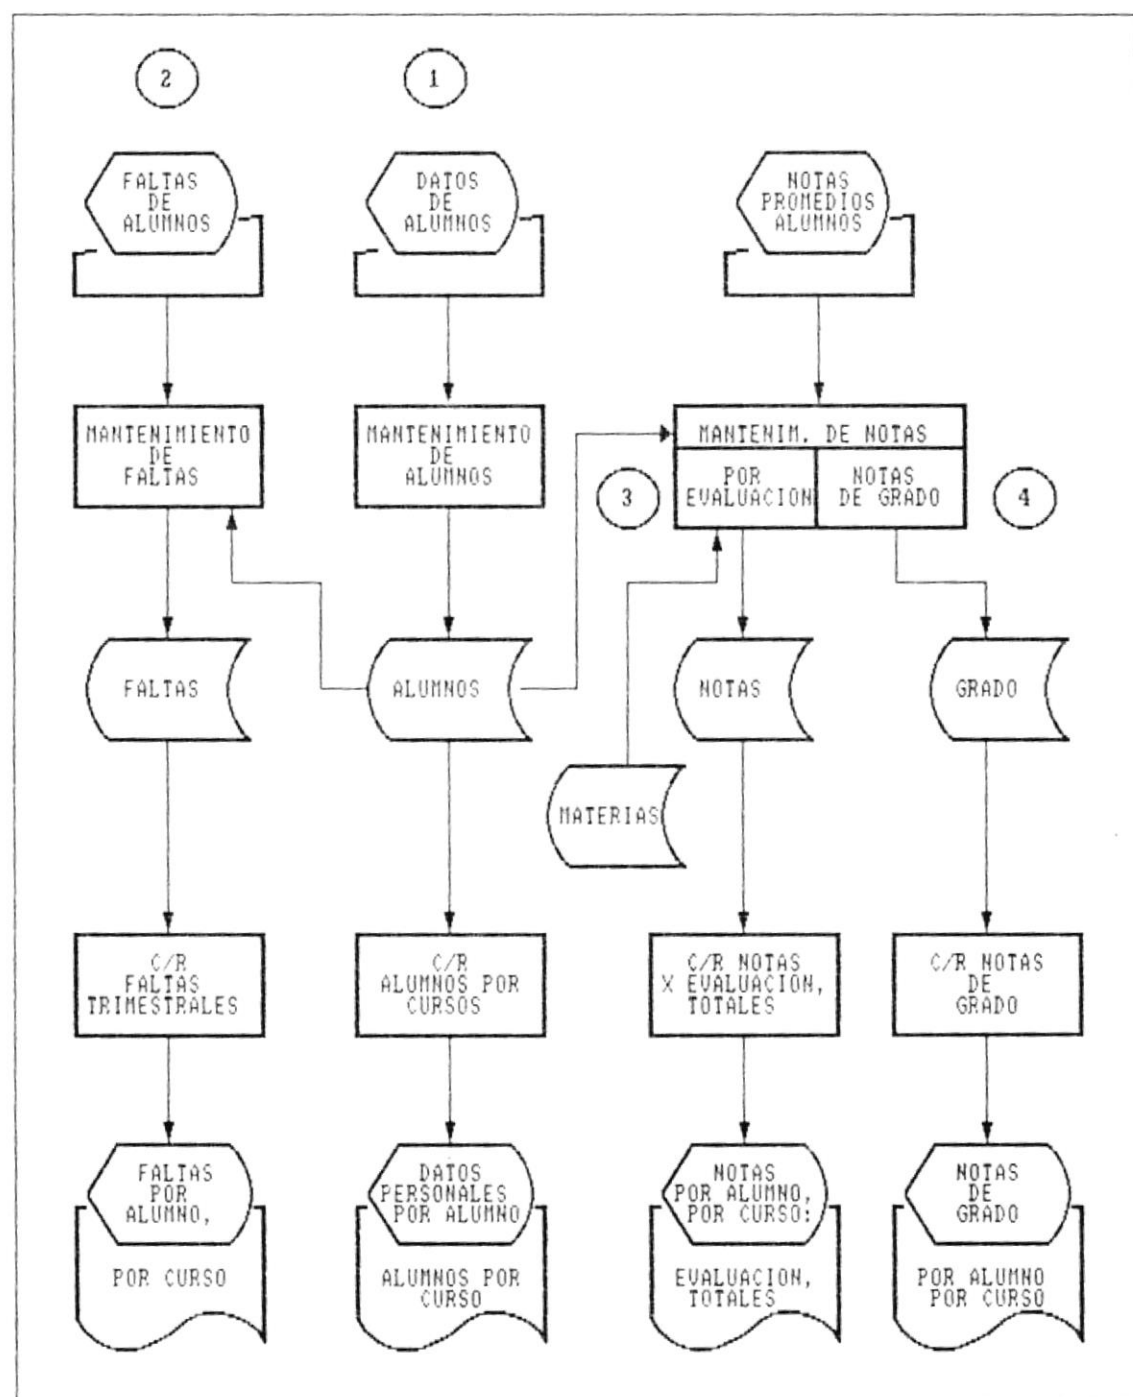 2
1
FALTAS
DE
ALUMNOS
DATOS
DE
ALUMNOS
NOTAS
PROMEDIOS
ALUMNOS
MANTENIMIENTO
DE
FALTAS
MANTENIMIENTO
DE
ALUMNOS
MANTENIM. DE NOTAS
3
POR
EVALUACION
NOTAS
DE GRADO
4
FALTAS
ALUMNOS
NOTAS
GRADO
MATERIAS
C/R
FALTAS
TRIMESTRALES
C/R
ALUMNOS POR
CURSOS
C/R NOTAS
X EVALUACION,
TOTALES
C/R NOTAS
DE
GRADO
FALTAS
POR
ALUMNO,
POR CURSO
DATOS
PERSONALES
POR ALUMNO
ALUMNOS POR
CURSO
NOTAS
POR ALUMNO,
POR CURSO:
EVALUACION,
TOTALES
NOTAS
DE
GRADO
POR ALUMNO
POR CURSO